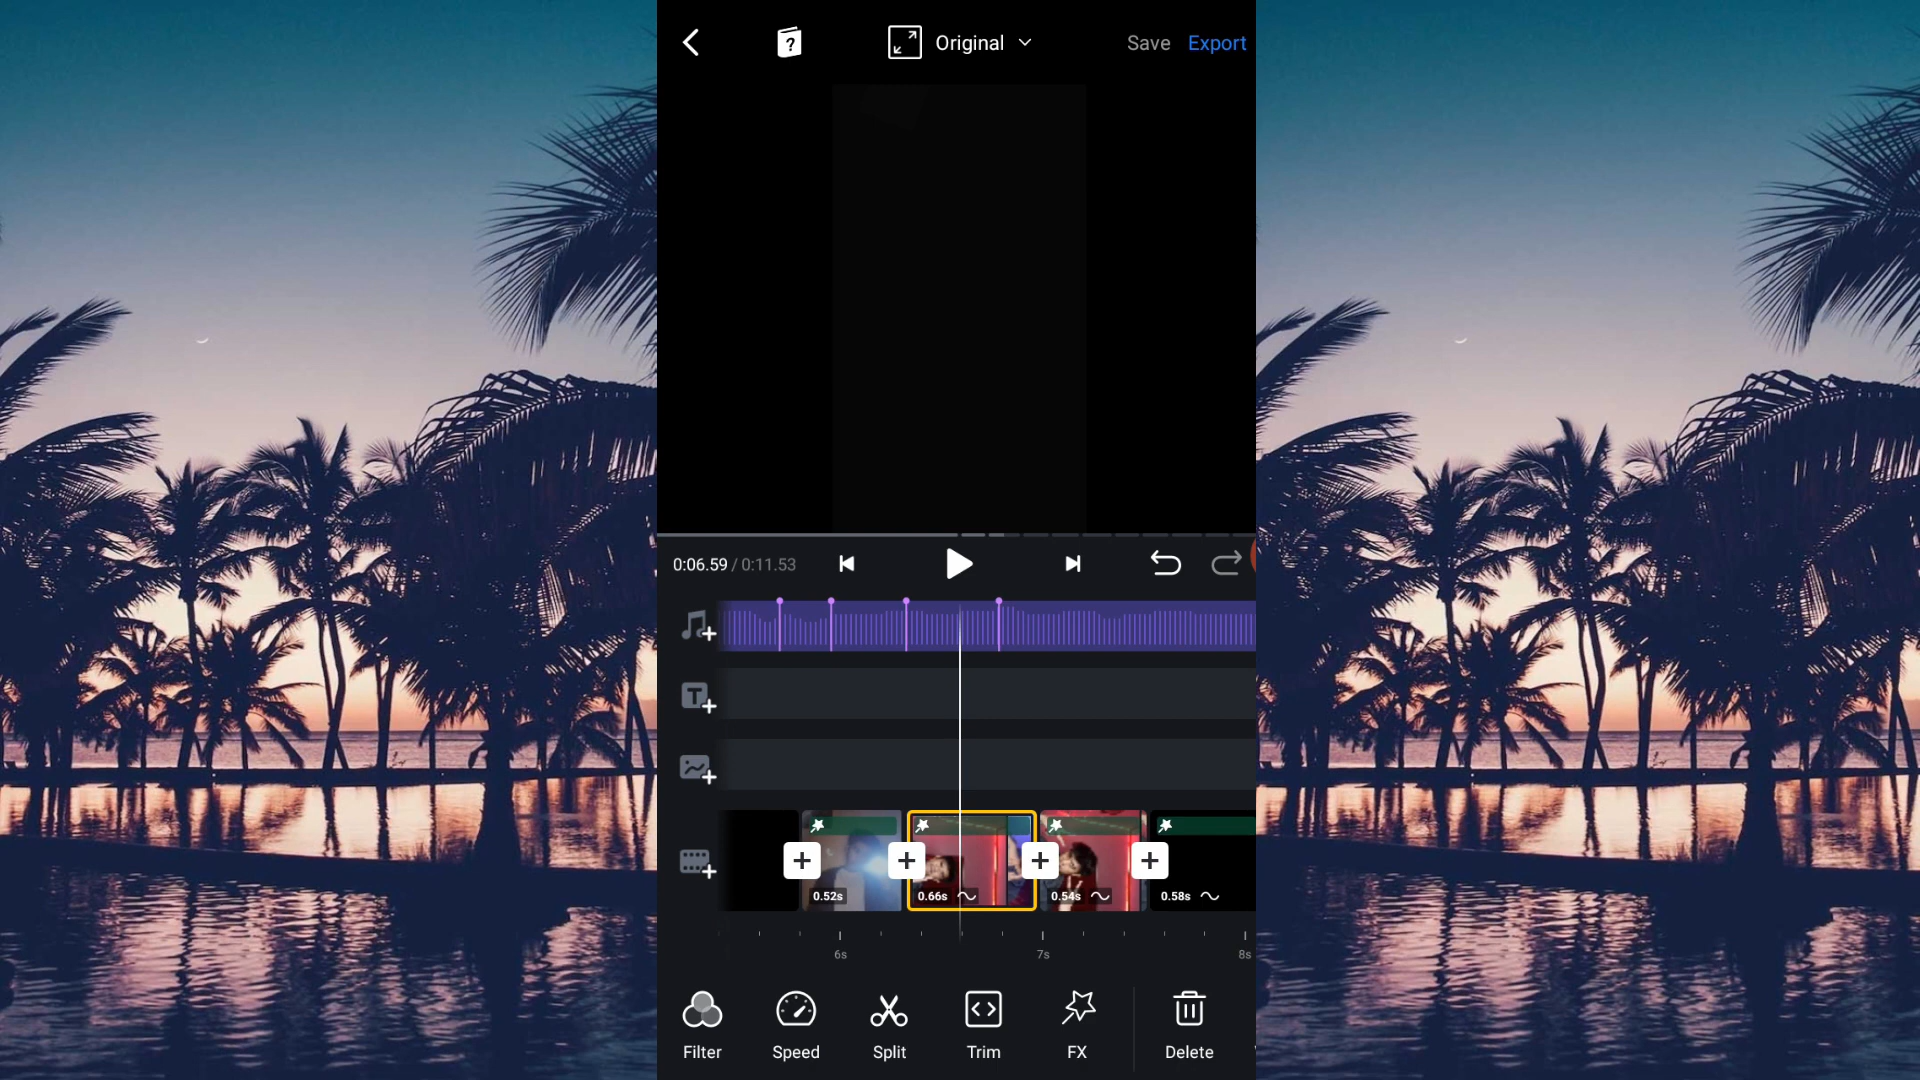 Original
Save
Export
0:06.59 / 0:11.53
0.52s
0.66s
0.54s
0.58s
6s
7s
8s
Filter
Speed
Split
Trim
FX
Delete